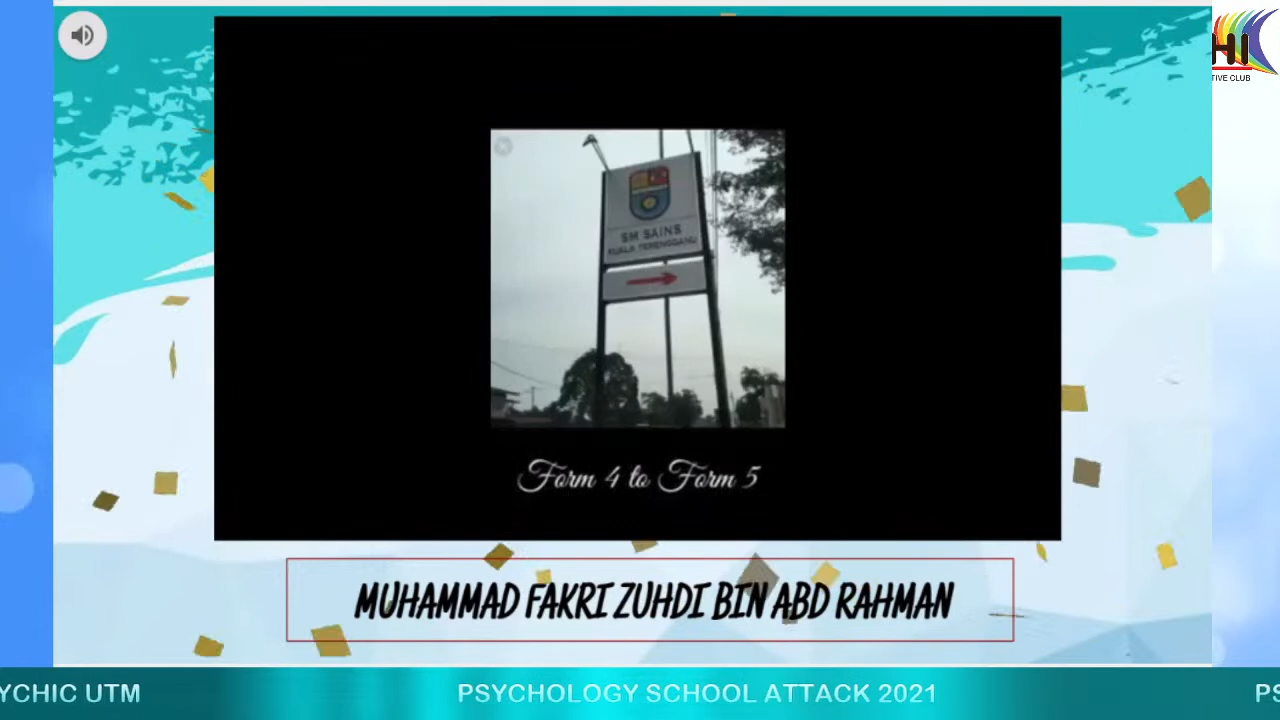 HI
TIVE CLUB
SM SAINS
KUALA TERENGGANU
Form 4 to Form 5
MUHAMMAD FAKRI ZUHDI BIN ABD RAHMAN
YCHIC UTM PSYCHOLOGY SCHOOL ATTACK 2021 PS